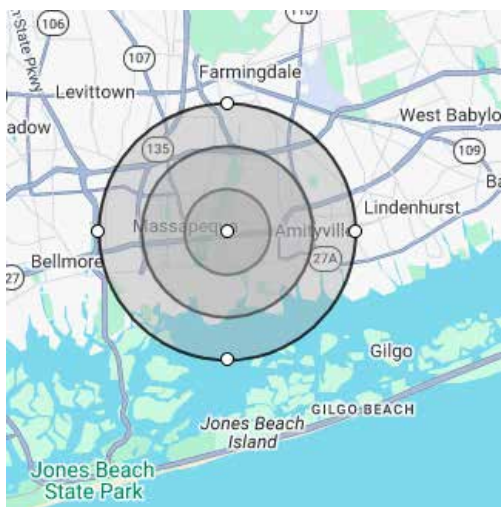 106
State Pkwy
110
107
Farmingdale
Levittown
West Babylo
adow
135
109
Ba
Lindenhurst
Massapequa
Amityville
Bellmore
27A
27
Gilgo
GILGO BEACH
Jones Beach
Island
Jones Beach
State Park